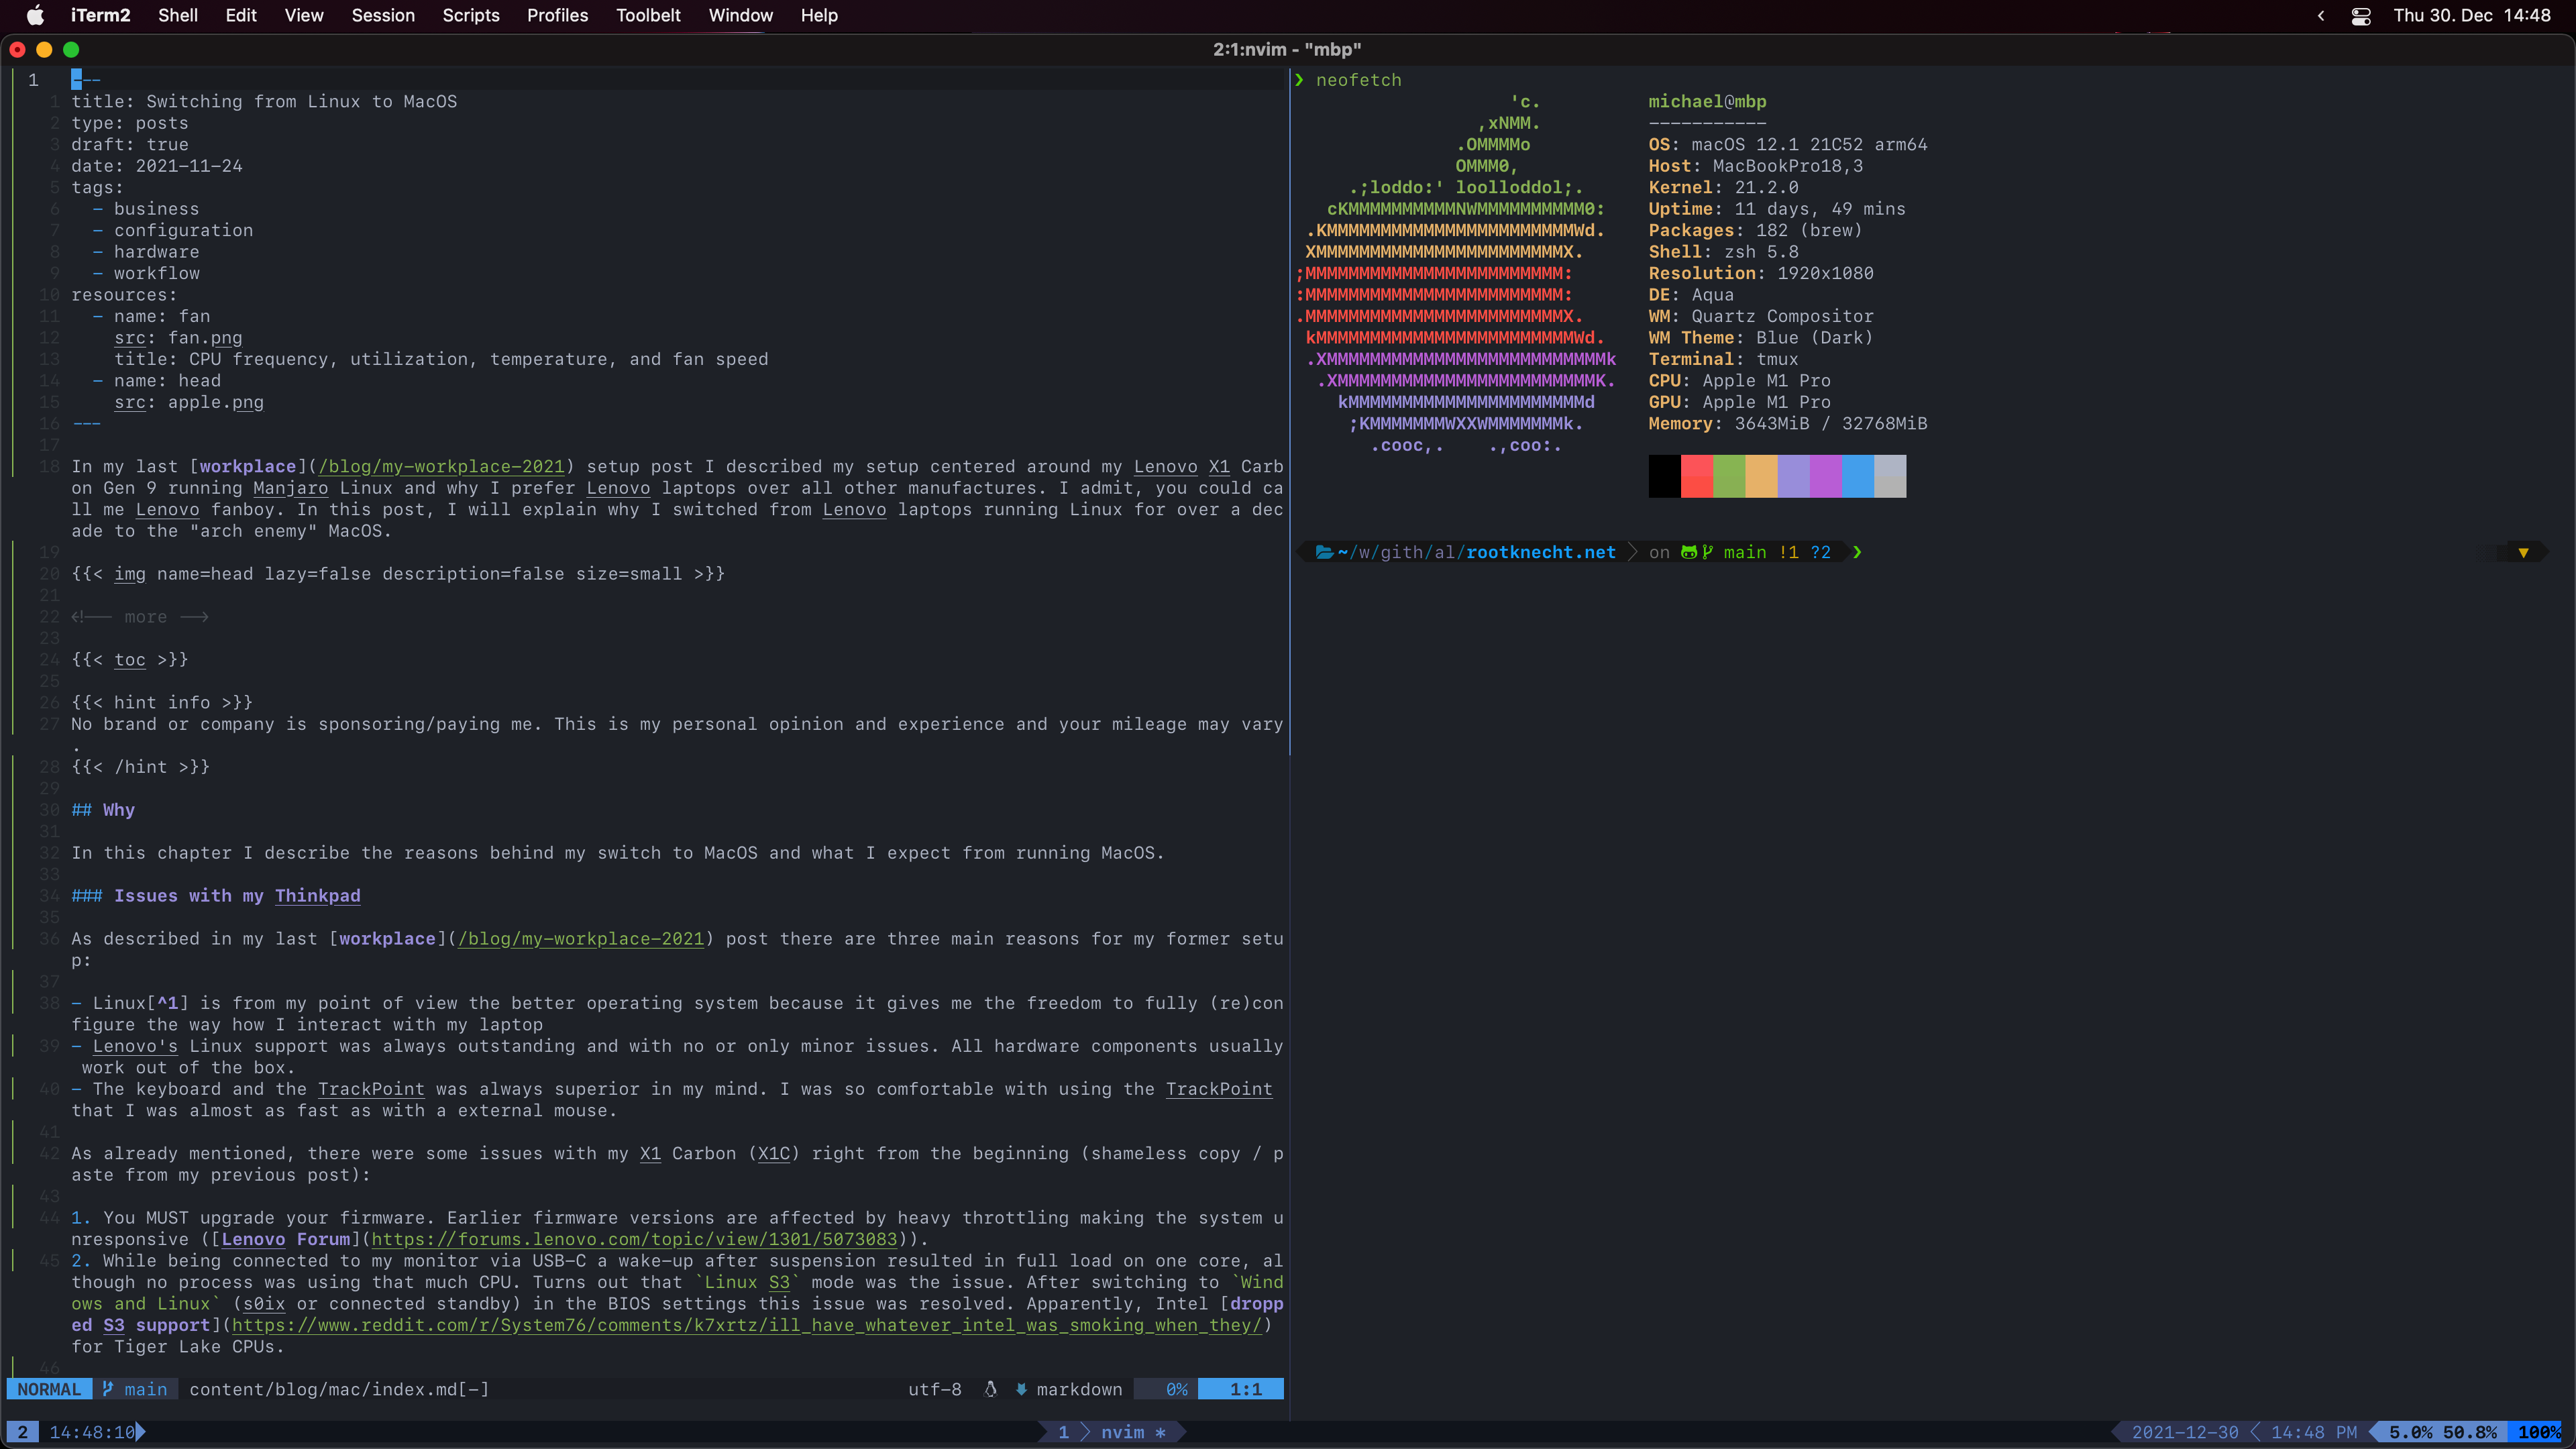 iTerm2 Shell Edit View Session Scripts Profiles Toolbelt Window Help Thu 30. Dec 14:48
2:1:nvim - "mbp"
1 ---
1 title: Switching from Linux to MacOS
2 type: posts
3 draft: true
4 date: 2021-11-24
5 tags:
6 - business
7 - configuration
8 - hardware
9 - workflow
10 resources:
11 - name: fan
12 src: fan.png
13 title: CPU frequency, utilization, temperature, and fan speed
14 - name: head
15 src: apple.png
16 ---
17
18 In my last [workplace](/blog/my-workplace-2021) setup post I described my setup centered around my Lenovo X1 Carb
on Gen 9 running Manjaro Linux and why I prefer Lenovo laptops over all other manufactures. I admit, you could ca
ll me Lenovo fanboy. In this post, I will explain why I switched from Lenovo laptops running Linux for over a dec
ade to the "arch enemy" MacOS.
19
20 {{< img name=head lazy=false description=false size=small >}}
21
22 <!-- more -->
23
24 {{< toc >}}
25
26 {{< hint info >}}
27 No brand or company is sponsoring/paying me. This is my personal opinion and experience and your mileage may vary
.
28 {{< /hint >}}
29
30 ## Why
31
32 In this chapter I describe the reasons behind my switch to MacOS and what I expect from running MacOS.
33
34 ### Issues with my Thinkpad
35
36 As described in my last [workplace](/blog/my-workplace-2021) post there are three main reasons for my former setu
p:
37
38 - Linux[^1] is from my point of view the better operating system because it gives me the freedom to fully (re)con
figure the way how I interact with my laptop
39 - Lenovo's Linux support was always outstanding and with no or only minor issues. All hardware components usually
work out of the box.
40 - The keyboard and the TrackPoint was always superior in my mind. I was so comfortable with using the TrackPoint
that I was almost as fast as with a external mouse.
41
42 As already mentioned, there were some issues with my X1 Carbon (X1C) right from the beginning (shameless copy / p
aste from my previous post):
43
44 1. You MUST upgrade your firmware. Earlier firmware versions are affected by heavy throttling making the system u
nresponsive ([Lenovo Forum](https://forums.lenovo.com/topic/view/1301/5073083)).
45 2. While being connected to my monitor via USB-C a wake-up after suspension resulted in full load on one core, al
though no process was using that much CPU. Turns out that `Linux S3` mode was the issue. After switching to `Wind
ows and Linux` (s0ix or connected standby) in the BIOS settings this issue was resolved. Apparently, Intel [dropp
ed S3 support](https://www.reddit.com/r/System76/comments/k7xrtz/ill_have_whatever_intel_was_smoking_when_they/)
for Tiger Lake CPUs.
46
NORMAL main content/blog/mac/index.md[-] utf-8 markdown 0% 1:1
❯ neofetch
'c.
,xNMM.
.OMMMMo
OMMM0,
.;loddo:' loolloddol;.
cKMMMMMMMMMMNWMMMMMMMMMM0:
.KMMMMMMMMMMMMMMMMMMMMMMMWd.
XMMMMMMMMMMMMMMMMMMMMMMMX.
;MMMMMMMMMMMMMMMMMMMMMMMM:
:MMMMMMMMMMMMMMMMMMMMMMMM:
.MMMMMMMMMMMMMMMMMMMMMMMMX.
kMMMMMMMMMMMMMMMMMMMMMMMMWd.
.XMMMMMMMMMMMMMMMMMMMMMMMMMMk
.XMMMMMMMMMMMMMMMMMMMMMMMMK.
kMMMMMMMMMMMMMMMMMMMMMMd
;KMMMMMMMWXXWMMMMMMMk.
.cooc,. .,coo:.
michael@mbp
-----------
OS: macOS 12.1 21C52 arm64
Host: MacBookPro18,3
Kernel: 21.2.0
Uptime: 11 days, 49 mins
Packages: 182 (brew)
Shell: zsh 5.8
Resolution: 1920x1080
DE: Aqua
WM: Quartz Compositor
WM Theme: Blue (Dark)
Terminal: tmux
CPU: Apple M1 Pro
GPU: Apple M1 Pro
Memory: 3643MiB / 32768MiB
~/w/gith/al/rootknecht.net on main !1 ?2 ❯
2 14:48:10 1 nvim * 2021-12-30 14:48 PM 5.0% 50.8% 100%